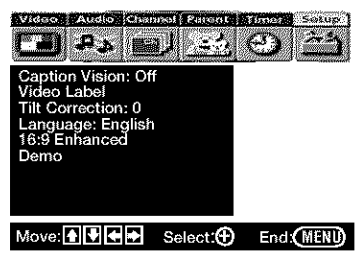 Video Audio Channel Parent Timer Setup
Caption Vision: Off
Video Label
Tilt Correction: 0
Language: English
16:9 Enhanced
Demo
Move: Select: End: MENU